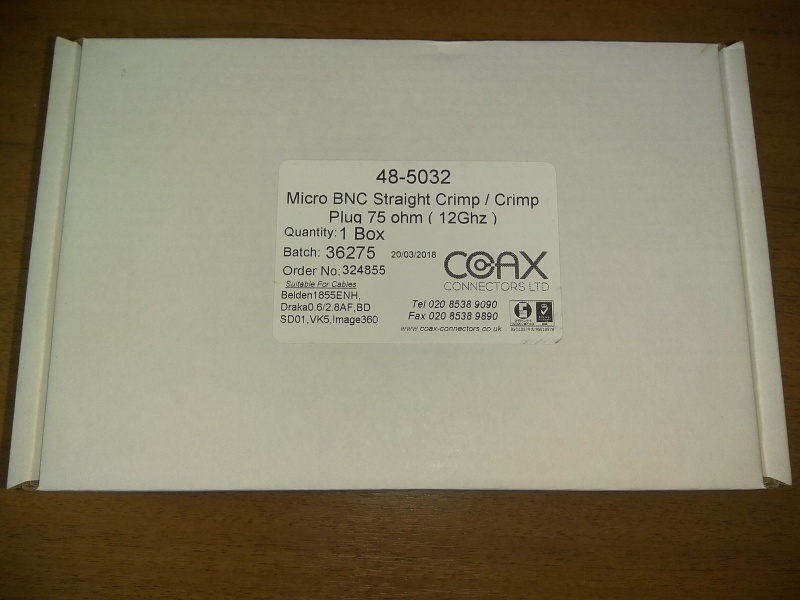 48-5032
Micro BNC Straight Crimp / Crimp
Plug 75 ohm ( 12Ghz )
Quantity: 1 Box
Batch: 36275 20/03/2018
Order No: 324855
COAX
CONNECTORS LTD
Suitable For Cables
Belden1855ENH,
Draka0.6/2.8AF,BD
SD01,VK5,Image360
Tel 020 8538 9090
Fax 020 8538 9890
www.coax-connectors.co.uk